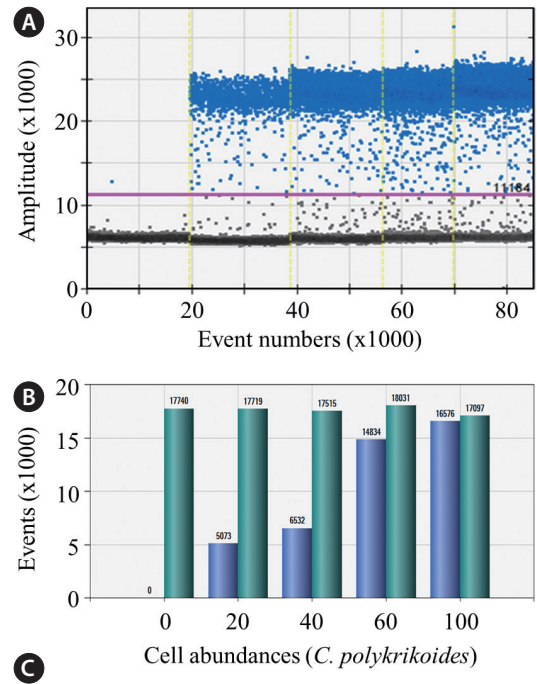 A
Amplitude (x1000)
30
20
10
0
11184
0 20 40 60 80
Event numbers (x1000)
B
Events (x1000)
20
15
10
5
0
0 17740 5073 17719 6532 17515 14834 18031 16576 17097
0 20 40 60 100
Cell abundances (C. polykrikoides)
C